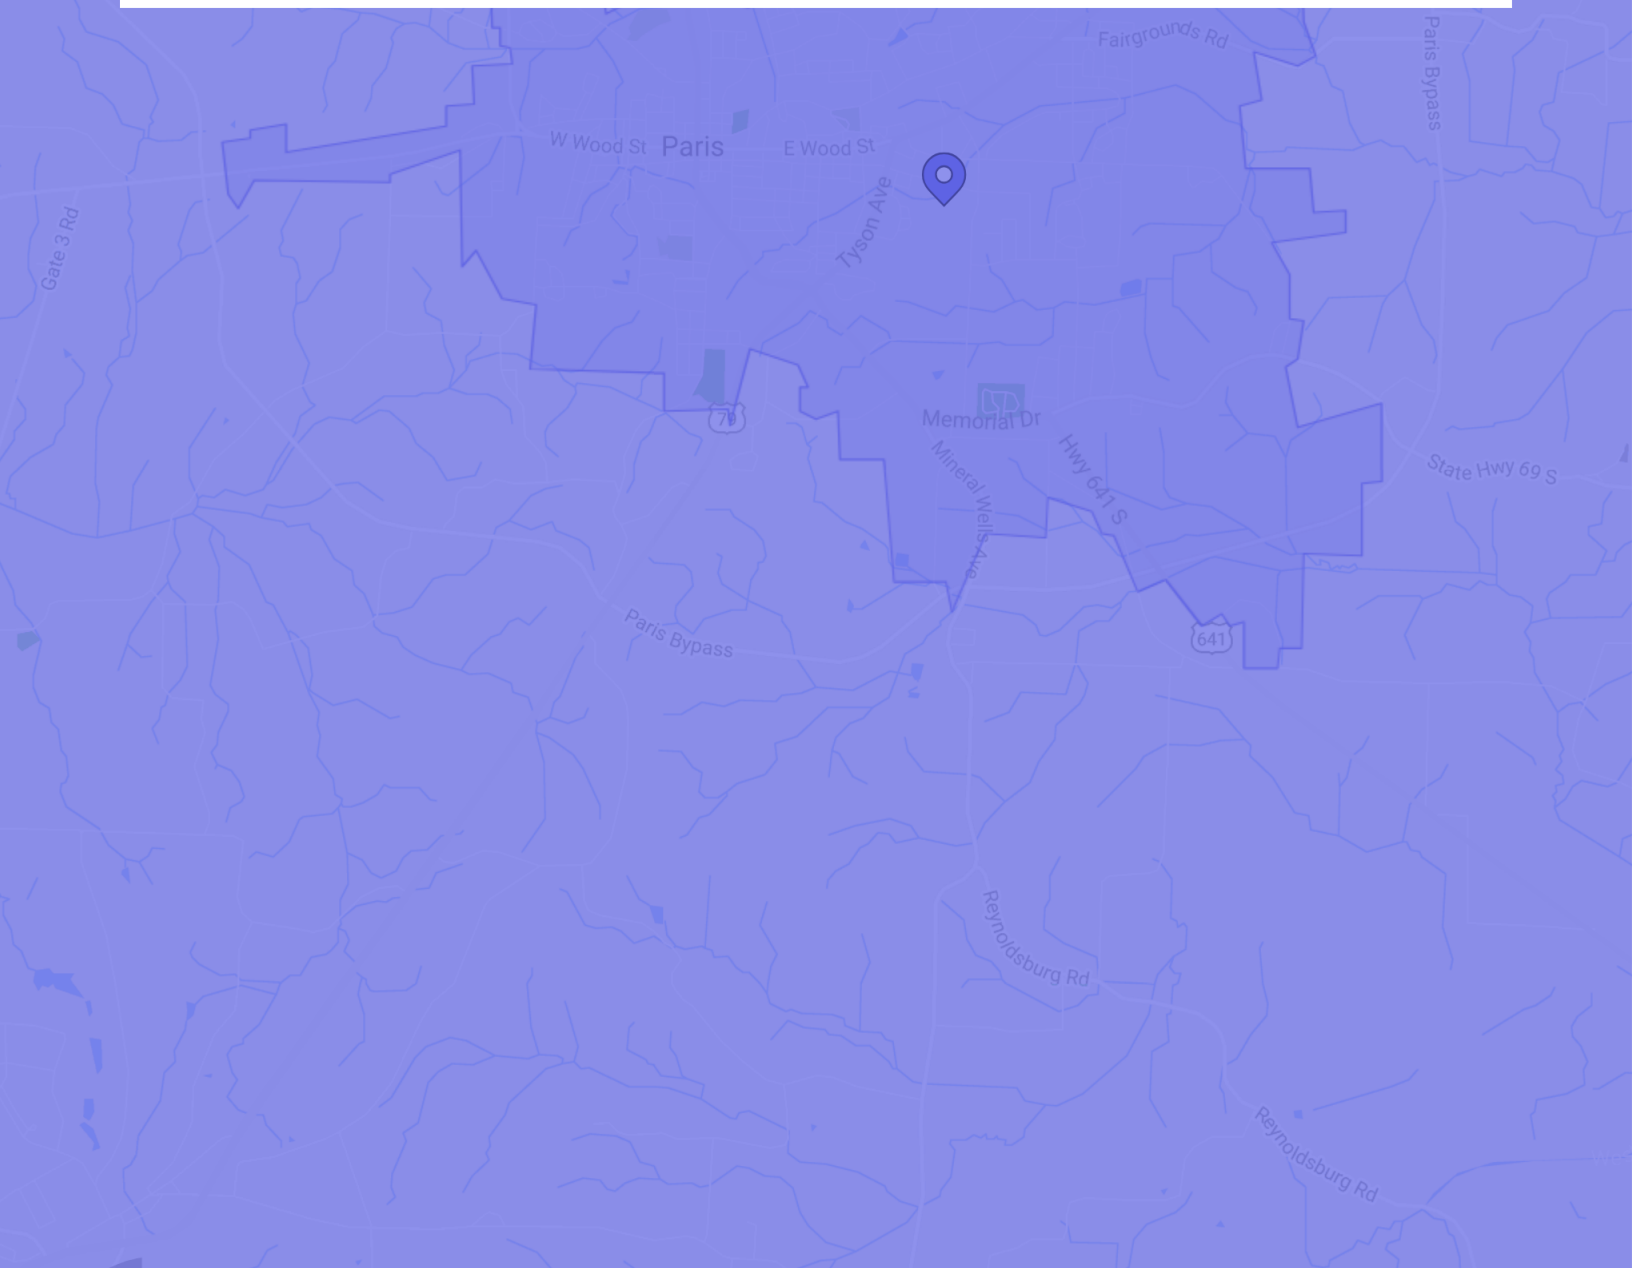 Fairgrounds Rd
Paris Bypass
W Wood St
Paris
E Wood St
Tyson Ave
Gate 3 Rd
79
Memorial Dr
Mineral Wells Ave
Hwy 641 S
State Hwy 69 S
Paris Bypass
641
Reynoldsburg Rd
Reynoldsburg Rd